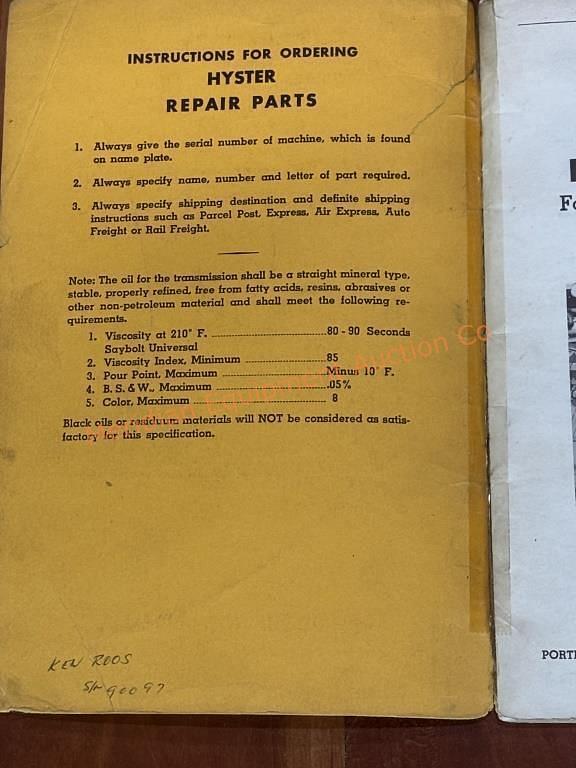 INSTRUCTIONS FOR ORDERING
HYSTER
REPAIR PARTS
1. Always give the serial number of machine, which is found
on name plate.
2. Always specify name, number and letter of part required.
3. Always specify shipping destination and definite shipping
instructions such as Parcel Post, Express, Air Express, Auto
Freight or Rail Freight.
Note: The oil for the transmission shall be a straight mineral type,
stable, properly refined, free from fatty acids, resins, abrasives or
other non-petroleum material and shall meet the following re-
quirements.
1. Viscosity at 210° F. ........ 80 - 90 Seconds
Saybolt Universal
2. Viscosity Index, Minimum ........ 85
3. Pour Point, Maximum ........ Minus 10° F.
4. B. S. & W., Maximum ........ .05%
5. Color, Maximum ........ 8
Black oils or residuum materials will NOT be considered as satis-
factory for this specification.
KEN ROOS
S/N 90097
Equipment Auction Co